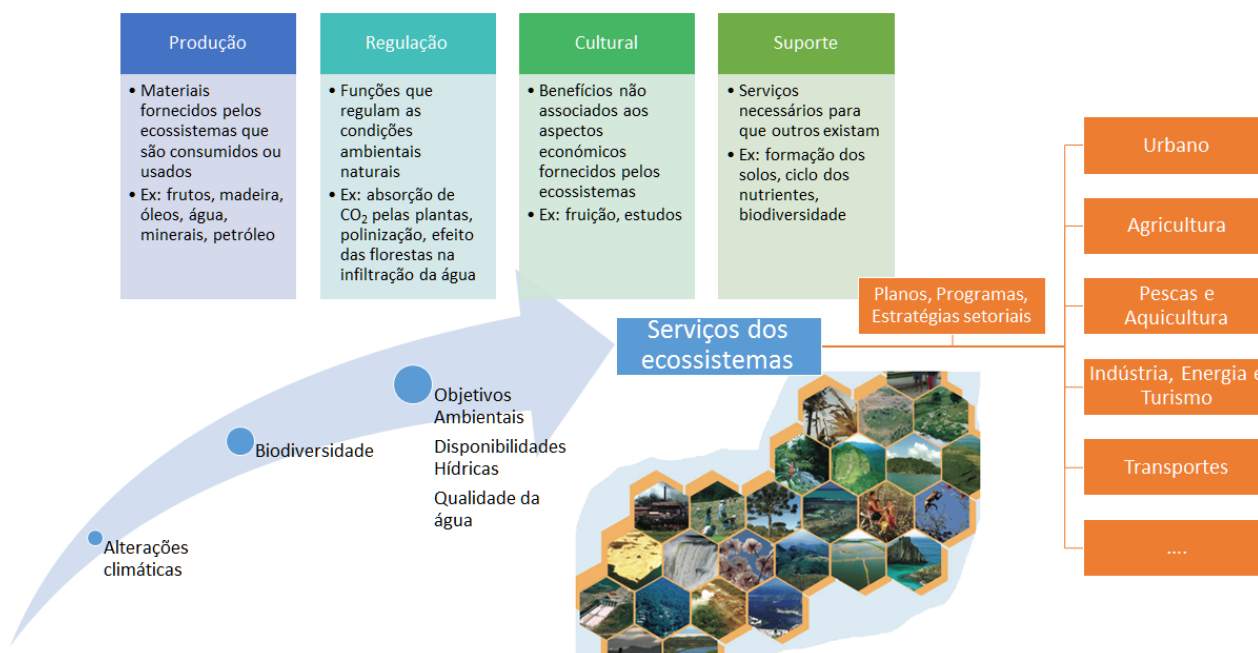 Produção
• Materiais
fornecidos pelos
ecossistemas que
são consumidos ou
usados
• Ex: frutos, madeira,
óleos, água,
minerais, petróleo
Regulação
• Funções que
regulam as
condições
ambientais
naturais
• Ex: absorção de
CO₂ pelas plantas,
polinização, efeito
das florestas na
infiltração da água
Cultural
• Benefícios não
associados aos
aspectos
económicos
fornecidos pelos
ecossistemas
• Ex: fruição, estudos
Suporte
• Serviços
necessários para
que outros existam
• Ex: formação dos
solos, ciclo dos
nutrientes,
biodiversidade
Alterações
climáticas
Biodiversidade
Objetivos
Ambientais
Disponibilidades
Hídricas
Qualidade da
água
Serviços dos
ecossistemas
Planos, Programas,
Estratégias setoriais
Urbano
Agricultura
Pescas e
Aquicultura
Indústria, Energia e
Turismo
Transportes
....